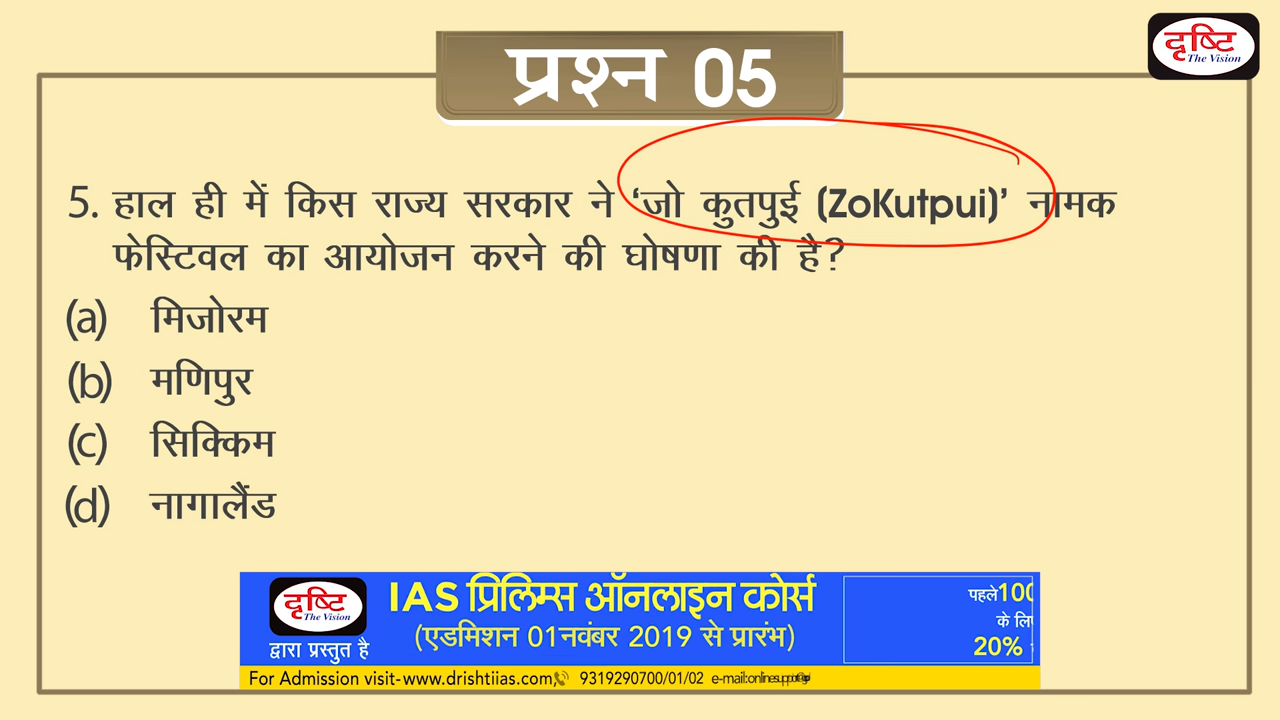 दृष्टि
The Vision
प्रश्न 05
5. हाल ही में किस राज्य सरकार ने ‘जो कुतपुई (ZoKutpui)’ नामक
फेस्टिवल का आयोजन करने की घोषणा की है?
(a) मिजोरम
(b) मणिपुर
(c) सिक्किम
(d) नागालैंड
दृष्टि
The Vision
द्वारा प्रस्तुत है
IAS प्रिलिम्स ऑनलाइन कोर्स
(एडमिशन 01नवंबर 2019 से प्रारंभ)
पहले100
के
20%
For Admission visit-www.drishtiias.com, 9319290700/01/02 e-mail: